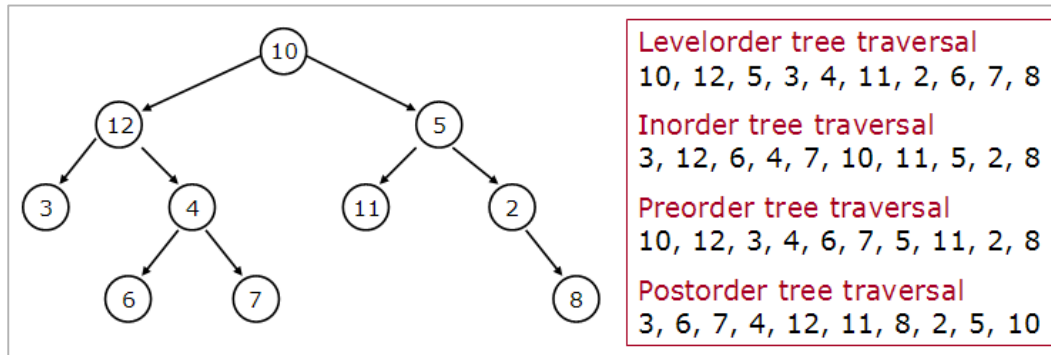 10
12
5
3
4
11
2
6
7
8
Levelorder tree traversal
10, 12, 5, 3, 4, 11, 2, 6, 7, 8
Inorder tree traversal
3, 12, 6, 4, 7, 10, 11, 5, 2, 8
Preorder tree traversal
10, 12, 3, 4, 6, 7, 5, 11, 2, 8
Postorder tree traversal
3, 6, 7, 4, 12, 11, 8, 2, 5, 10